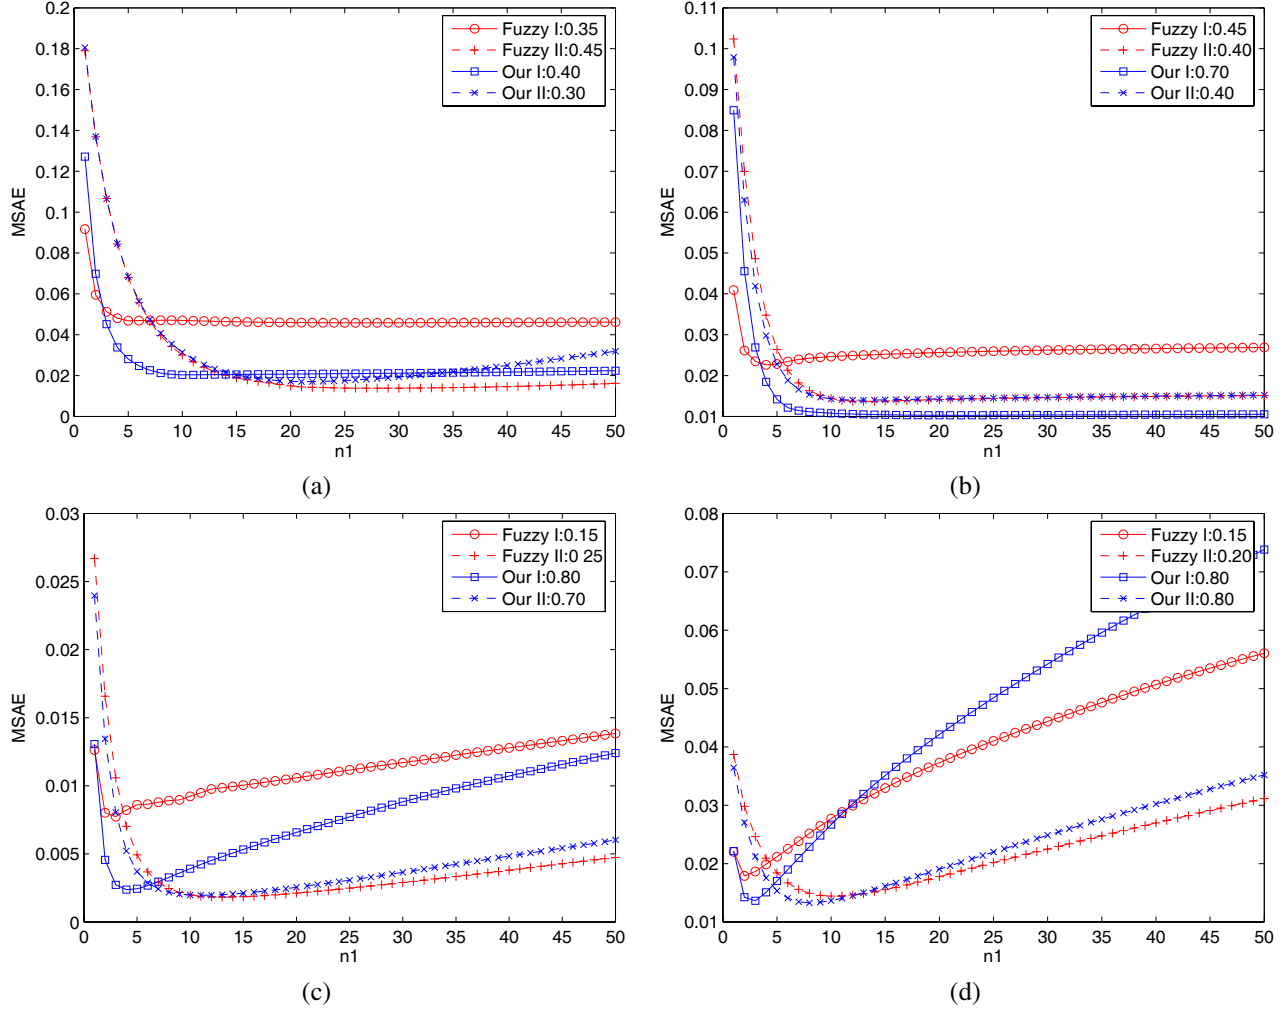 0.2
0.18
0.16
0.14
0.12
0.1
0.08
0.06
0.04
0.02
0
MSAE
0 5 10 15 20 25 30 35 40 45 50
n1
Fuzzy I:0.35
Fuzzy II:0.45
Our I:0.40
Our II:0.30
(a)
0.11
0.1
0.09
0.08
0.07
0.06
0.05
0.04
0.03
0.02
0.01
MSAE
0 5 10 15 20 25 30 35 40 45 50
n1
Fuzzy I:0.45
Fuzzy II:0.40
Our I:0.70
Our II:0.40
(b)
0.03
0.025
0.02
0.015
0.01
0.005
0
MSAE
0 5 10 15 20 25 30 35 40 45 50
n1
Fuzzy I:0.15
Fuzzy II:0 25
Our I:0.80
Our II:0.70
(c)
0.08
0.07
0.06
0.05
0.04
0.03
0.02
0.01
MSAE
0 5 10 15 20 25 30 35 40 45 50
n1
Fuzzy I:0.15
Fuzzy II:0.20
Our I:0.80
Our II:0.80
(d)